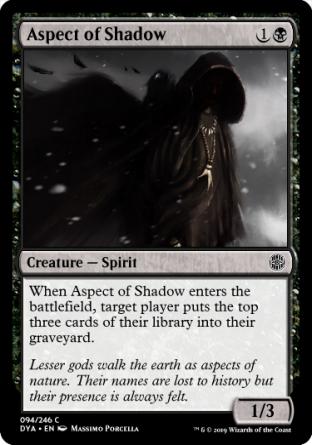 Aspect of Shadow 1
Creature — Spirit
When Aspect of Shadow enters the
battlefield, target player puts the top
three cards of their library into their
graveyard.
Lesser gods walk the earth as aspects of
nature. Their names are lost to history but
their presence is always felt.
1/3
094/246 C
DYA • EN Massimo Porcella
™ & © 2019 Wizards of the Coast